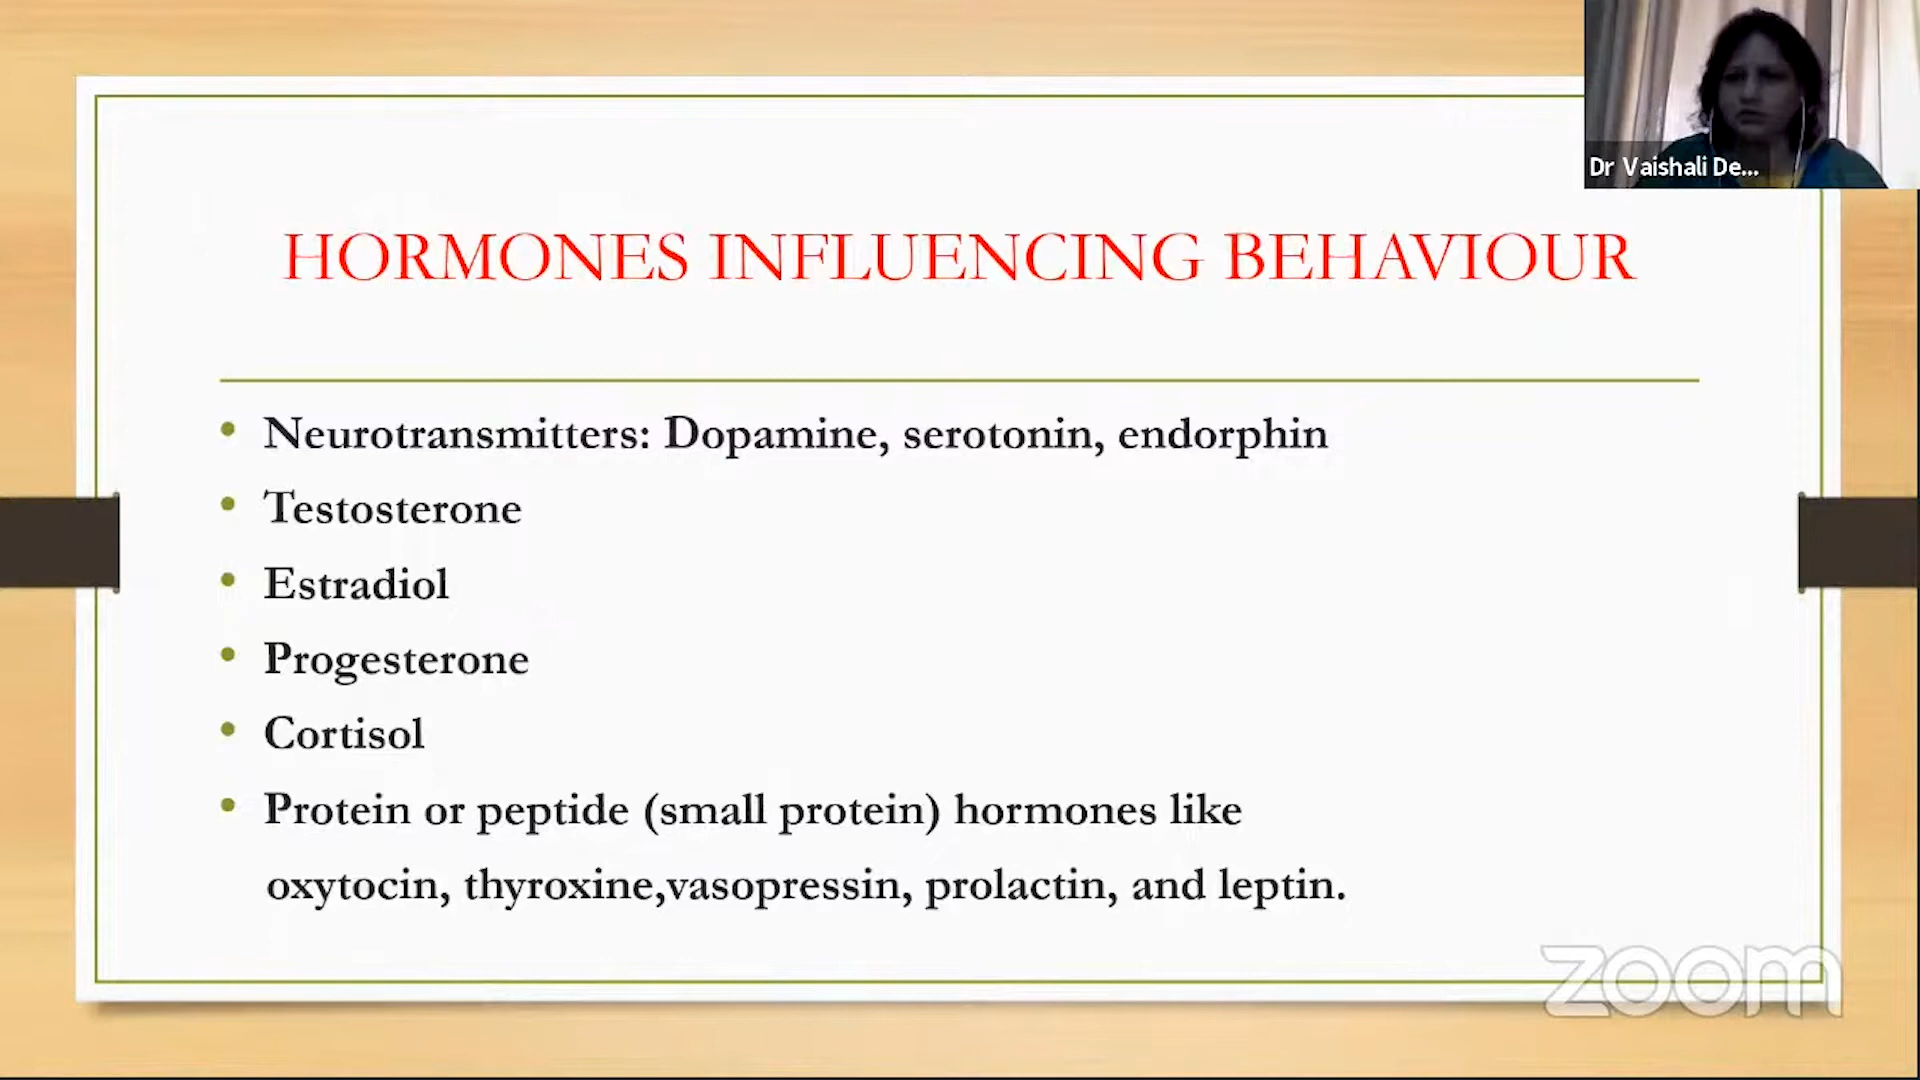 Dr Vaishali De...
HORMONES INFLUENCING BEHAVIOUR
• Neurotransmitters: Dopamine, serotonin, endorphin
• Testosterone
• Estradiol
• Progesterone
• Cortisol
• Protein or peptide (small protein) hormones like
oxytocin, thyroxine,vasopressin, prolactin, and leptin.
zoom